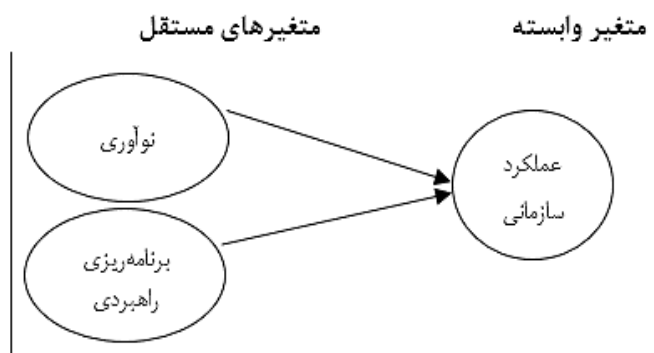 متغیر وابسته
متغیرهای مستقل
نوآوری
عملکرد
سازمانی
برنامه‌ریزی
راهبردی